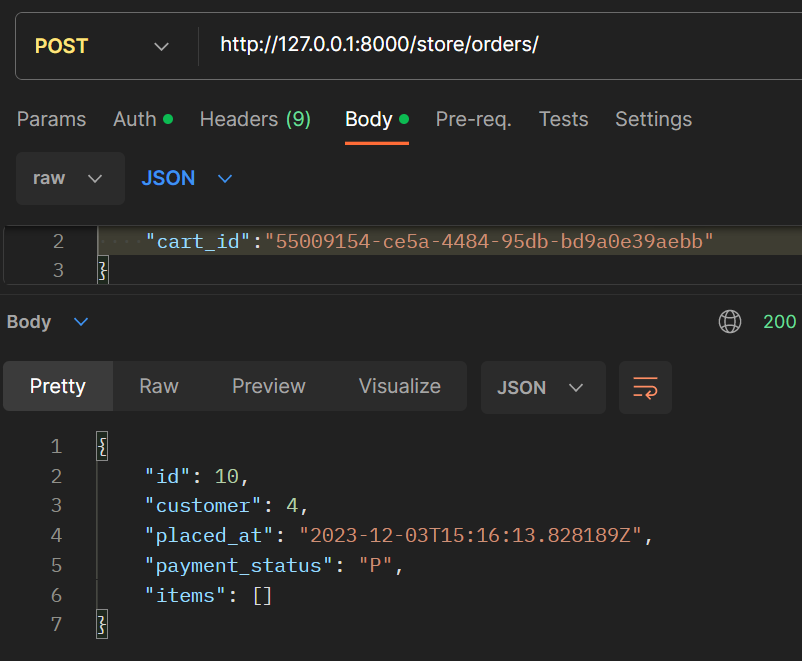 POST http://127.0.0.1:8000/store/orders/
Params Auth Headers (9) Body Pre-req. Tests Settings
raw JSON
2 "cart_id":"55009154-ce5a-4484-95db-bd9a0e39aebb"
3 }
Body 200
Pretty Raw Preview Visualize JSON
1 {
2 "id": 10,
3 "customer": 4,
4 "placed_at": "2023-12-03T15:16:13.828189Z",
5 "payment_status": "P",
6 "items": []
7 }